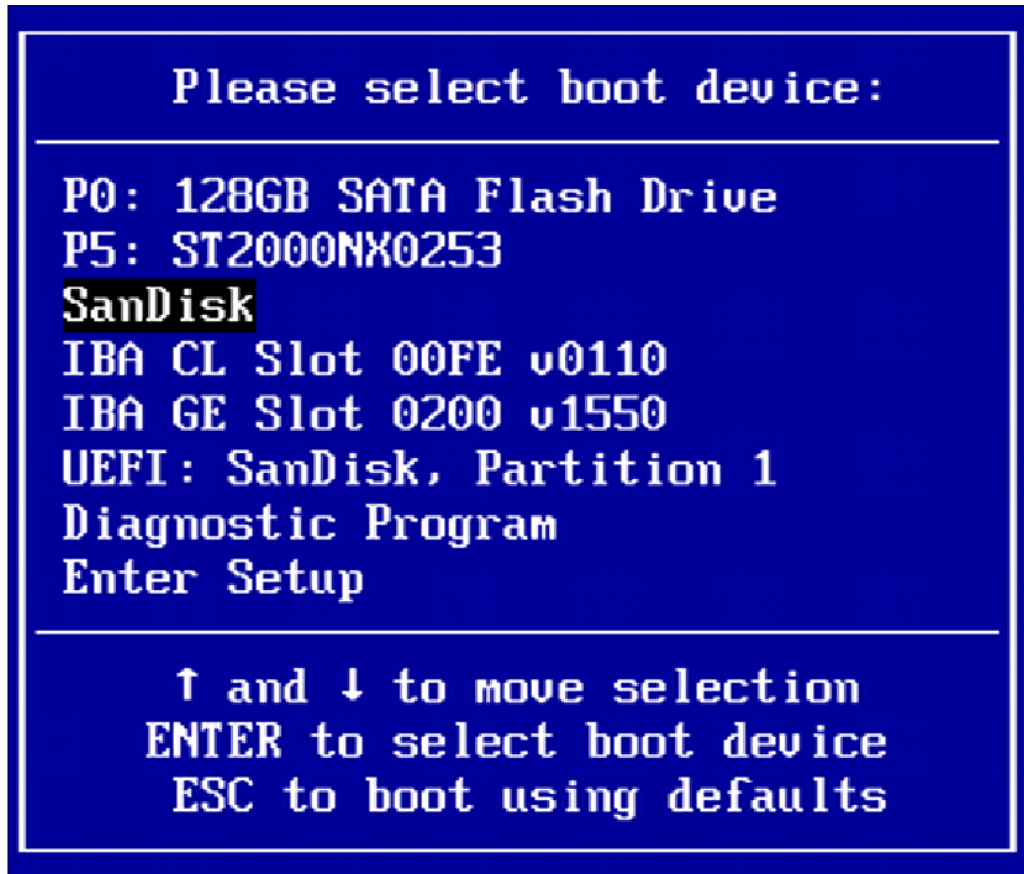 Please select boot device:
P0: 128GB SATA Flash Drive
P5: ST2000NX0253
SanDisk
IBA CL Slot 00FE v0110
IBA GE Slot 0200 v1550
UEFI: SanDisk, Partition 1
Diagnostic Program
Enter Setup
↑ and ↓ to move selection
ENTER to select boot device
ESC to boot using defaults